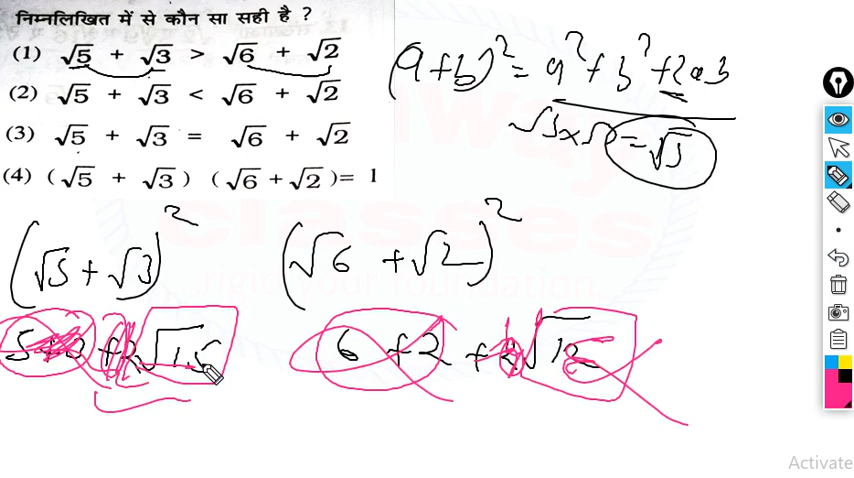 निम्नलिखित में से कौन सा सही है ?
(1) √5 + √3 > √6 + √2
(2) √5 + √3 < √6 + √2
(3) √5 + √3 = √6 + √2
(4) (√5 + √3) (√6 + √2) = 1
(a + b)² = a² + b² + 2ab
= √5
(√5 + √3)² (√6 + √2)²
5+3 + 2√15 6 + 2 + 2√12
classes
Activate